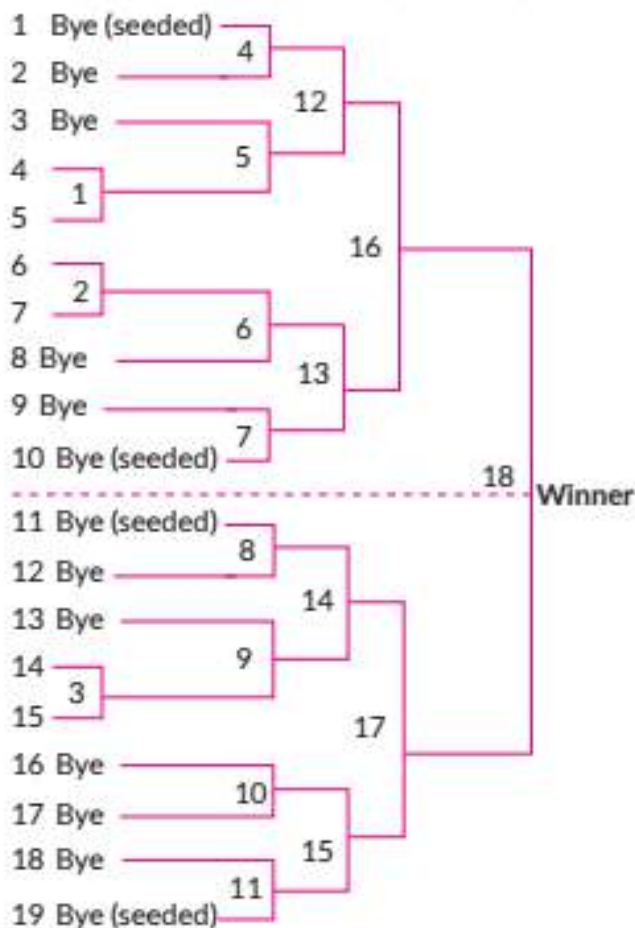 1 Bye (seeded)
4
2 Bye
12
3 Bye
5
4
1
5
16
6
2
7
6
8 Bye
13
9 Bye
7
10 Bye (seeded)
18
Winner
11 Bye (seeded)
8
12 Bye
14
13 Bye
9
14
3
15
17
16 Bye
10
17 Bye
15
18 Bye
11
19 Bye (seeded)